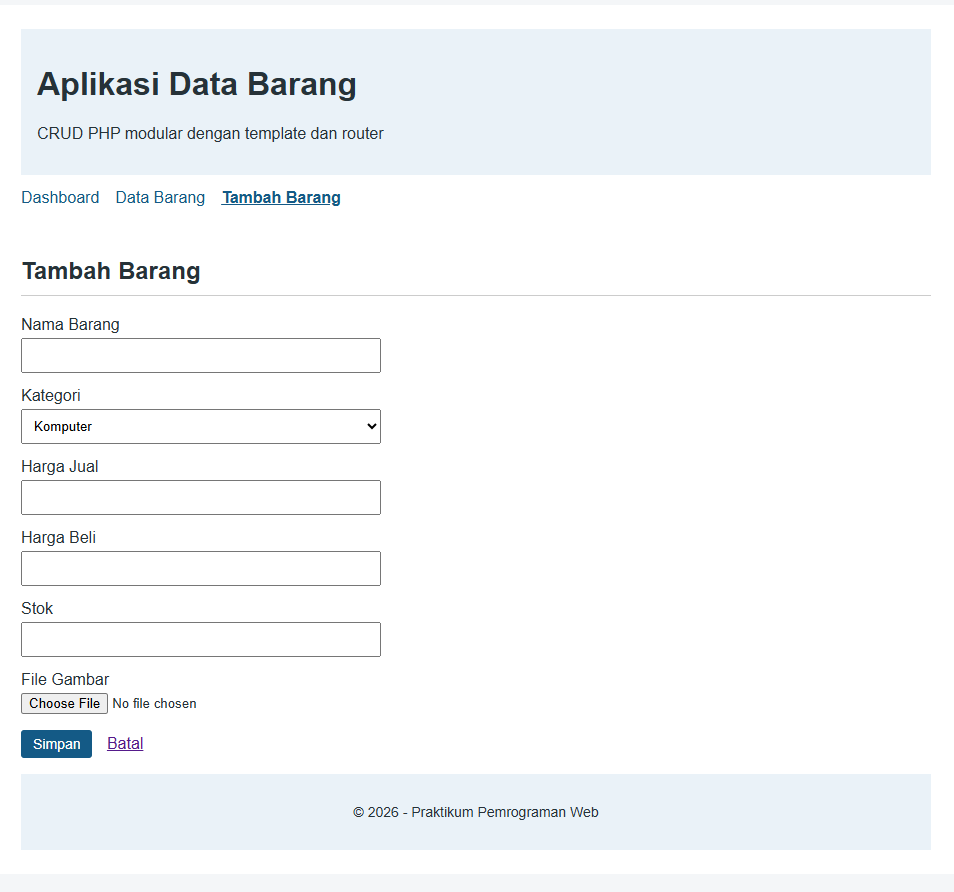 Aplikasi Data Barang
CRUD PHP modular dengan template dan router
Dashboard Data Barang Tambah Barang
Tambah Barang
Nama Barang
Kategori
Komputer
Harga Jual
Harga Beli
Stok
File Gambar
Choose File No file chosen
Simpan Batal
© 2026 - Praktikum Pemrograman Web